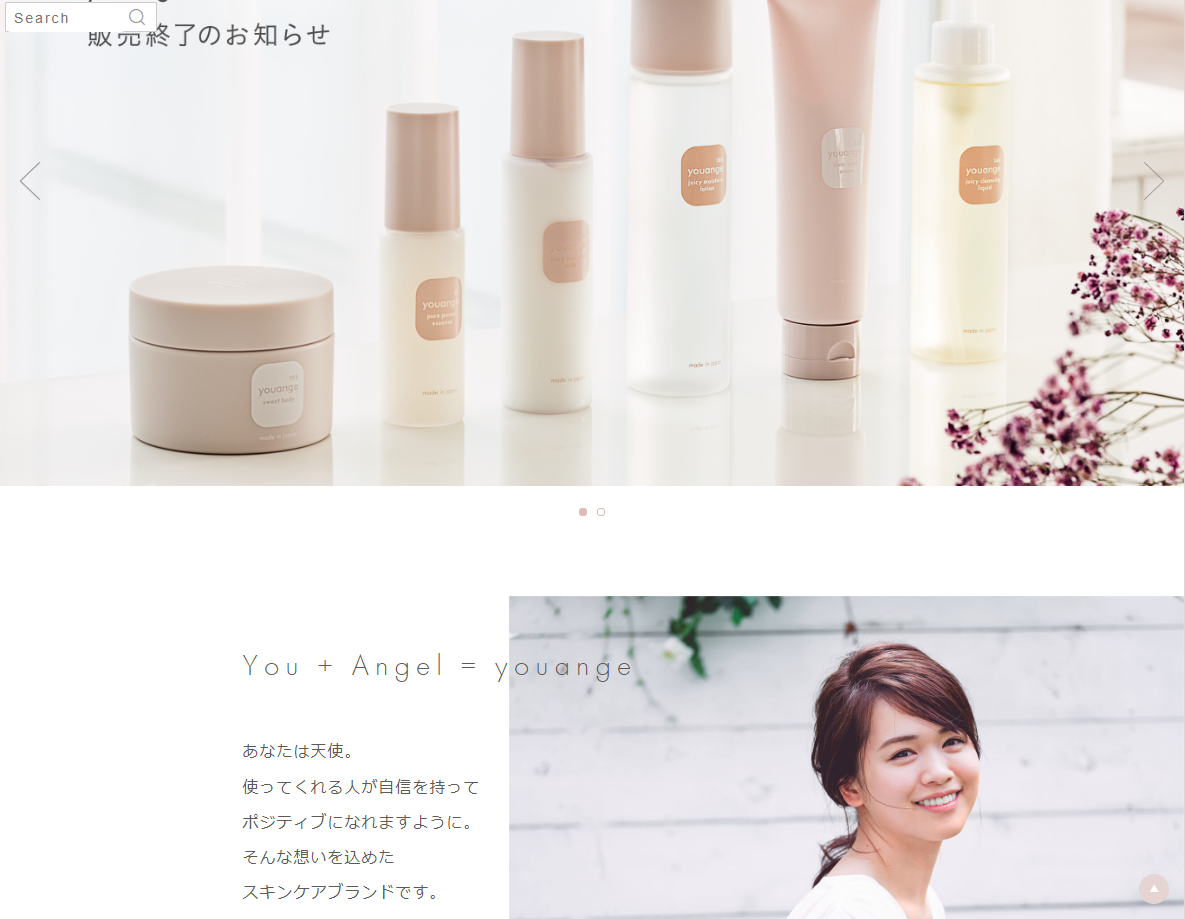 Search
販売終了のお知らせ
youange
juicy moisture
lotion
youange
youange
juicy cleansing
liquid
youange
pure point
essence
made in japan
made in japan
made in japan
made in japan
youange
sweet body
made in japan
You + Angel = youange
あなたは天使。
使ってくれる人が自信を持って
ポジティブになれますように。
そんな想いを込めた
スキンケアブランドです。